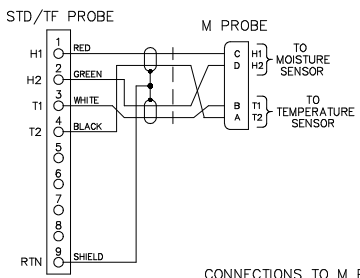 STD/TF PROBE
M PROBE
1
H1 RED C H1 TO
2 D H2 MOISTURE
H2 GREEN SENSOR
3
T1 WHITE B T1 TO
4 A T2 TEMPERATURE
T2 BLACK SENSOR
5
6
7
8
9
RTN SHIELD
CONNECTIONS TO M